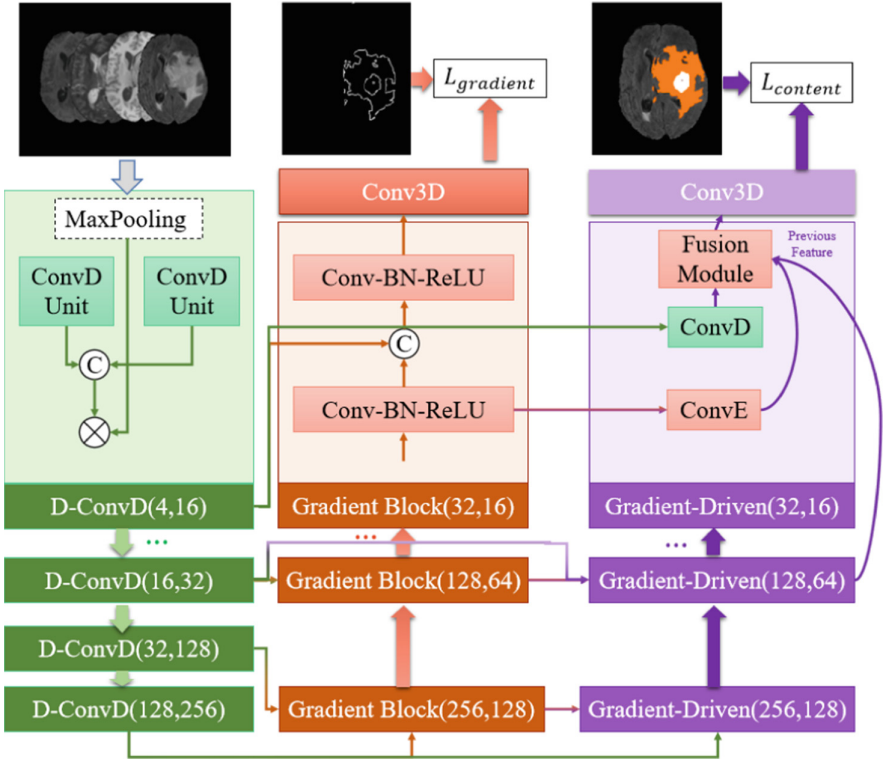 L_gradient
L_content
MaxPooling
ConvD
Unit
ConvD
Unit
C
D-ConvD(4,16)
...
D-ConvD(16,32)
D-ConvD(32,128)
D-ConvD(128,256)
Conv3D
Conv-BN-ReLU
C
Conv-BN-ReLU
Gradient Block(32,16)
...
Gradient Block(128,64)
Gradient Block(256,128)
Conv3D
Previous
Feature
Fusion
Module
ConvD
ConvE
Gradient-Driven(32,16)
...
Gradient-Driven(128,64)
Gradient-Driven(256,128)